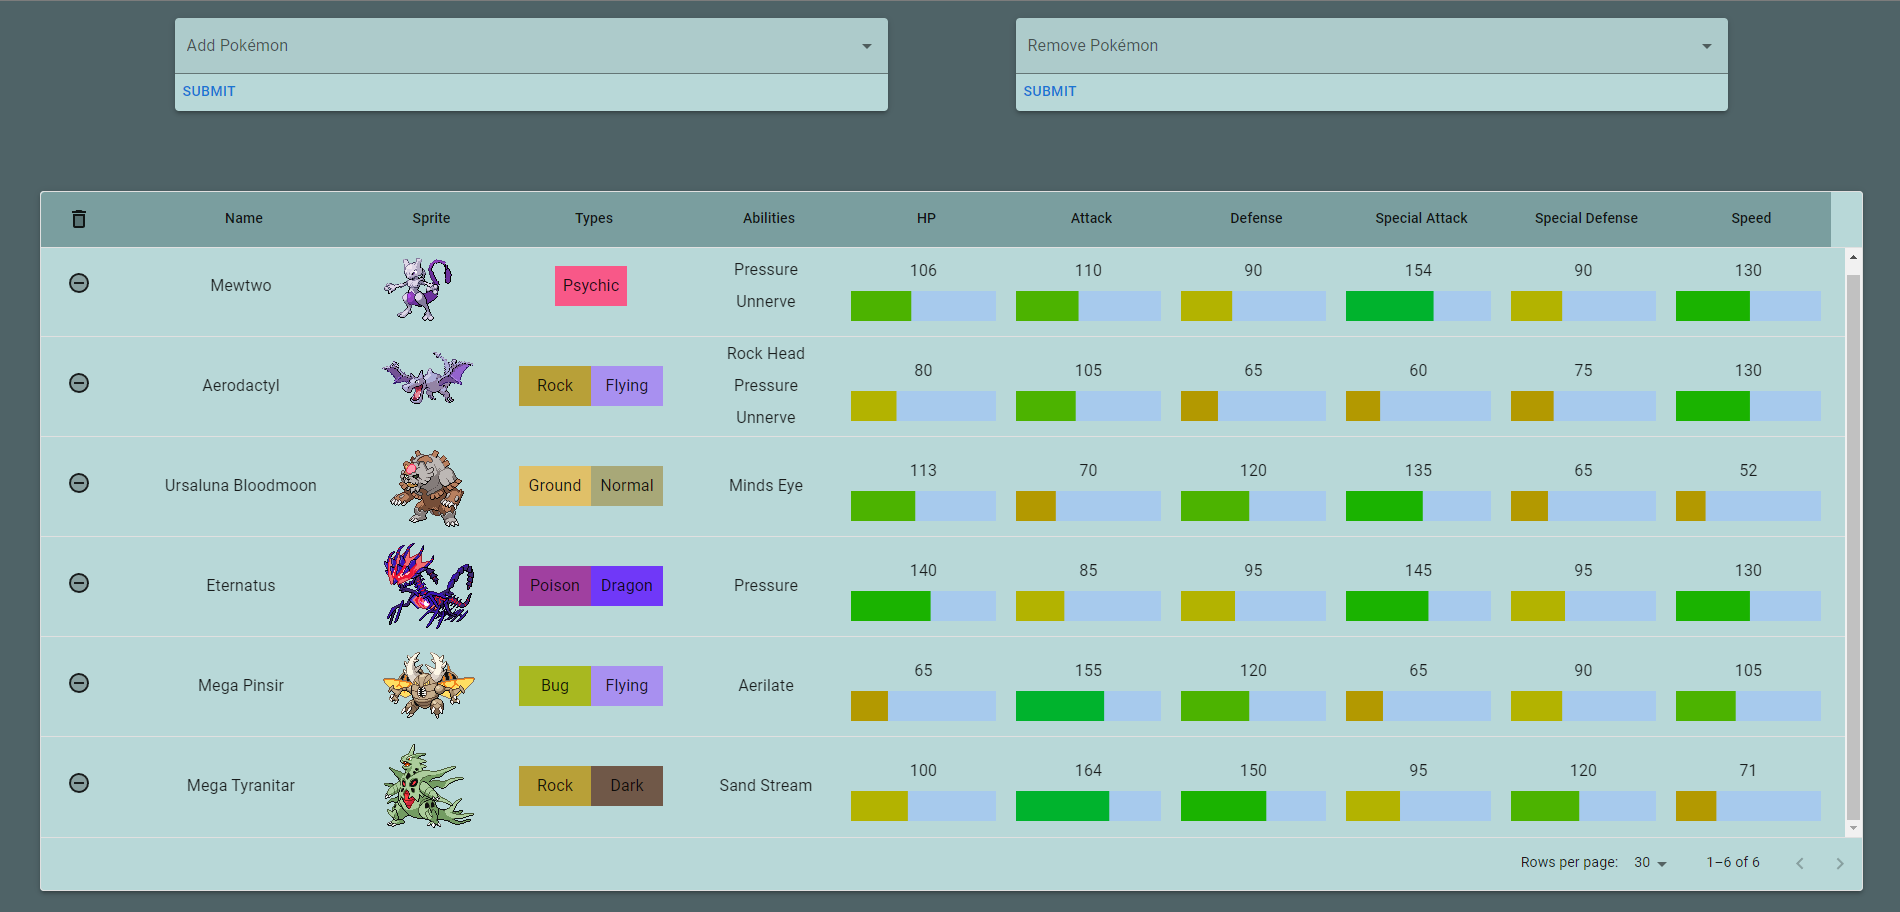 Add Pokémon
SUBMIT
Remove Pokémon
SUBMIT
Name Sprite Types Abilities HP Attack Defense Special Attack Special Defense Speed
Mewtwo Psychic Pressure Unnerve 106 110 90 154 90 130
Aerodactyl Rock Flying Rock Head Pressure Unnerve 80 105 65 60 75 130
Ursaluna Bloodmoon Ground Normal Minds Eye 113 70 120 135 65 52
Eternatus Poison Dragon Pressure 140 85 95 145 95 130
Mega Pinsir Bug Flying Aerilate 65 155 120 65 90 105
Mega Tyranitar Rock Dark Sand Stream 100 164 150 95 120 71
Rows per page: 30 1–6 of 6